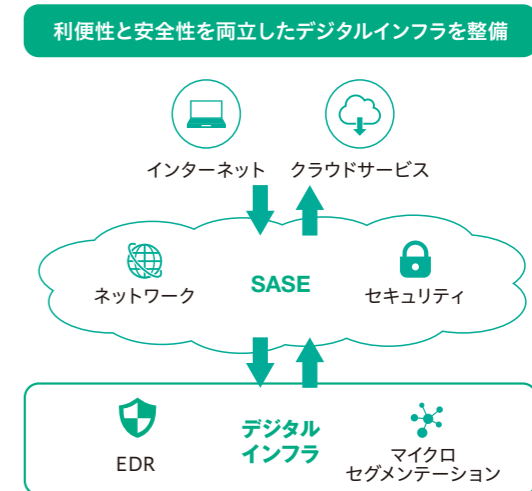 利便性と安全性を両立したデジタルインフラを整備
インターネット クラウドサービス
ネットワーク SASE セキュリティ
EDR デジタル
インフラ マイクロ
セグメンテーション